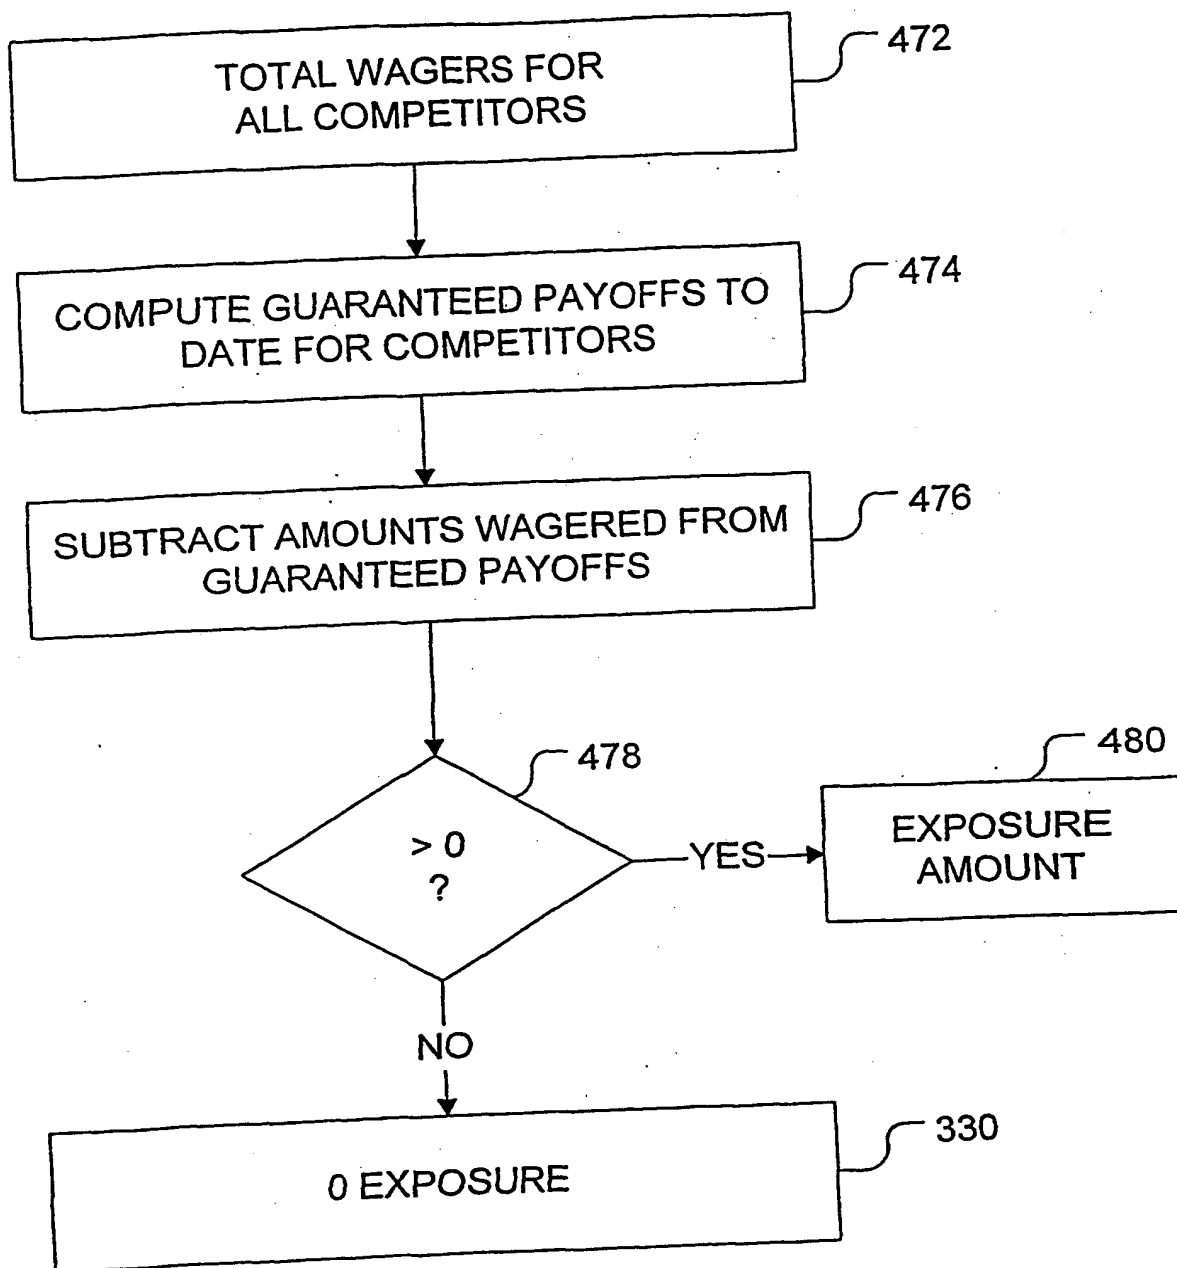 472
TOTAL WAGERS FOR
ALL COMPETITORS
474
COMPUTE GUARANTEED PAYOFFS TO
DATE FOR COMPETITORS
476
SUBTRACT AMOUNTS WAGERED FROM
GUARANTEED PAYOFFS
478
> 0
?
YES
480
EXPOSURE
AMOUNT
NO
330
0 EXPOSURE